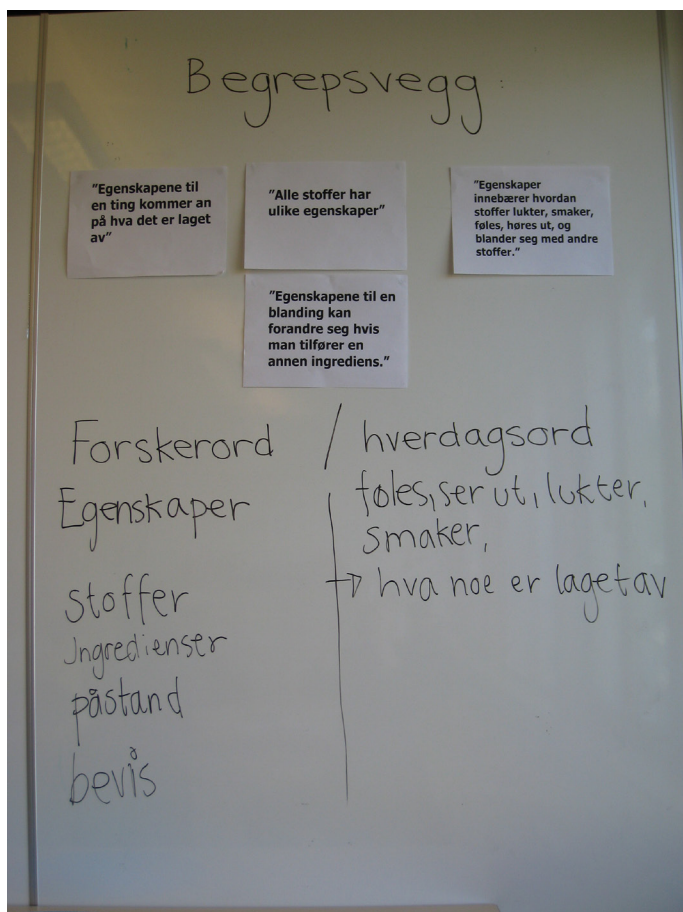 Begrepsvegg:
"Egenskapene til
en ting kommer an
på hva det er laget
av"
"Alle stoffer har
ulike egenskaper"
"Egenskaper
innebærer hvordan
stoffer lukter, smaker,
føles, høres ut, og
blander seg med andre
stoffer."
"Egenskapene til en
blanding kan
forandre seg hvis
man tilfører en
annen ingrediens."
Forskerord / hverdagsord
Egenskaper
føles, ser ut, lukter,
smaker,
stoffer → hva noe er laget av
Ingredienser
påstand
bevis